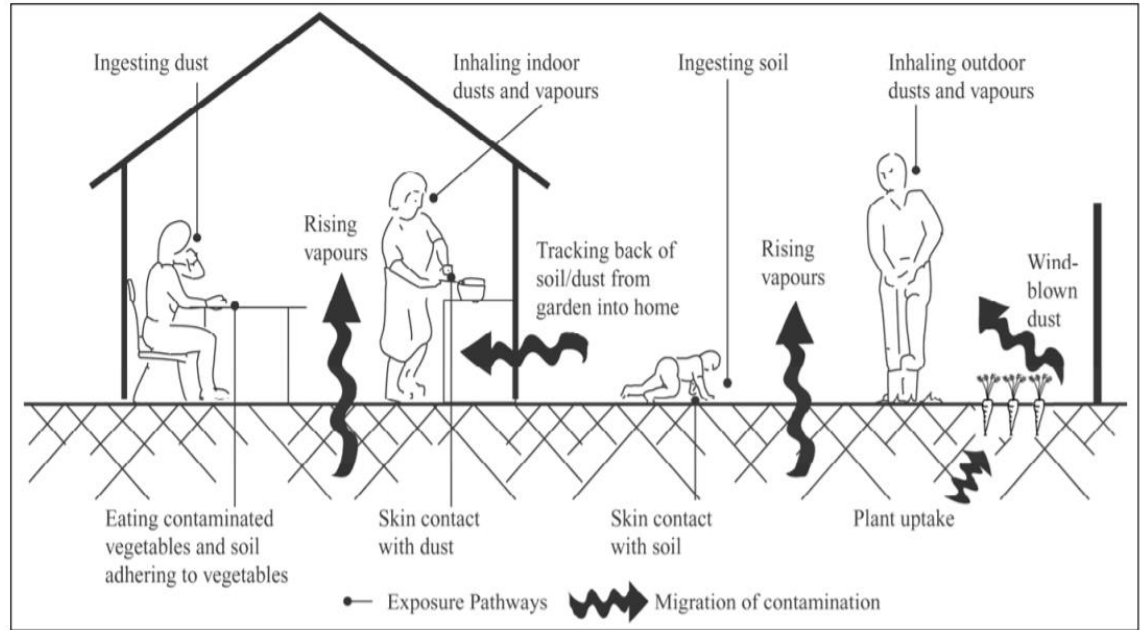 Ingesting dust
Inhaling indoor
dusts and vapours
Ingesting soil
Inhaling outdoor
dusts and vapours
Rising
vapours
Tracking back of
soil/dust from
garden into home
Rising
vapours
Wind-
blown
dust
Eating contaminated
vegetables and soil
adhering to vegetables
Skin contact
with dust
Skin contact
with soil
Plant uptake
Exposure Pathways
Migration of contamination